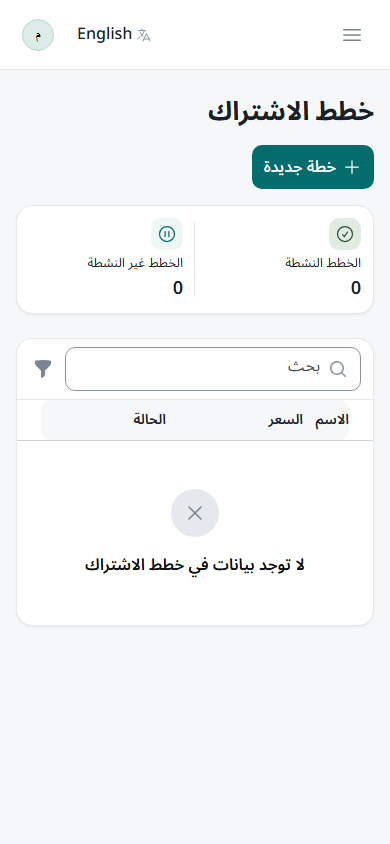 English
م
خطط الاشتراك
خطة جديدة
الخطط النشطة
0
الخطط غير النشطة
0
بحث
الاسم السعر الحالة
لا توجد بيانات في خطط الاشتراك